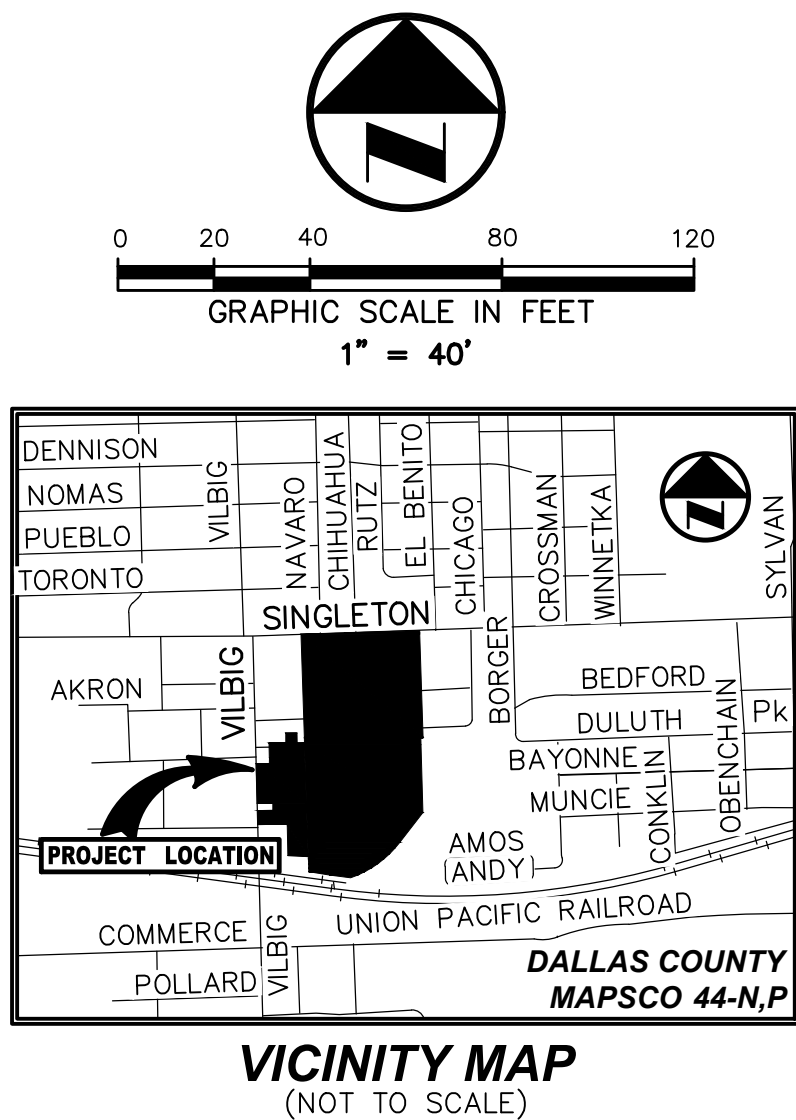 N
0 20 40 80 120
GRAPHIC SCALE IN FEET
1" = 40'
DENNISON
NOMAS
PUEBLO
TORONTO
VILBIG
NAVARO
CHIHUAHUA
RUTZ
EL BENITO
CHICAGO
CROSSMAN
WINNETKA
N
SYLVAN
SINGLETON
AKRON
VILBIG
BORGER
BEDFORD
DULUTH
OBENCHAIN
Pk
BAYONNE
MUNCIE
CONKLIN
AMOS
(ANDY)
PROJECT LOCATION
UNION PACIFIC RAILROAD
COMMERCE
VILBIG
POLLARD
DALLAS COUNTY
MAPSCO 44-N,P
VICINITY MAP
(NOT TO SCALE)